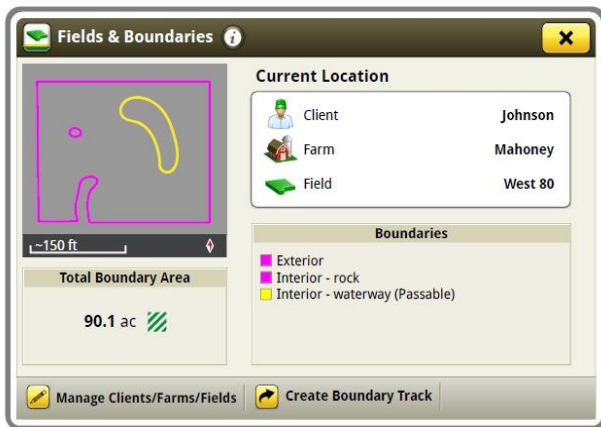 Fields & Boundaries i
Current Location
Client Johnson
Farm Mahoney
Field West 80
~150 ft
Boundaries
Exterior
Interior - rock
Interior - waterway (Passable)
Total Boundary Area
90.1 ac
Manage Clients/Farms/Fields
Create Boundary Track